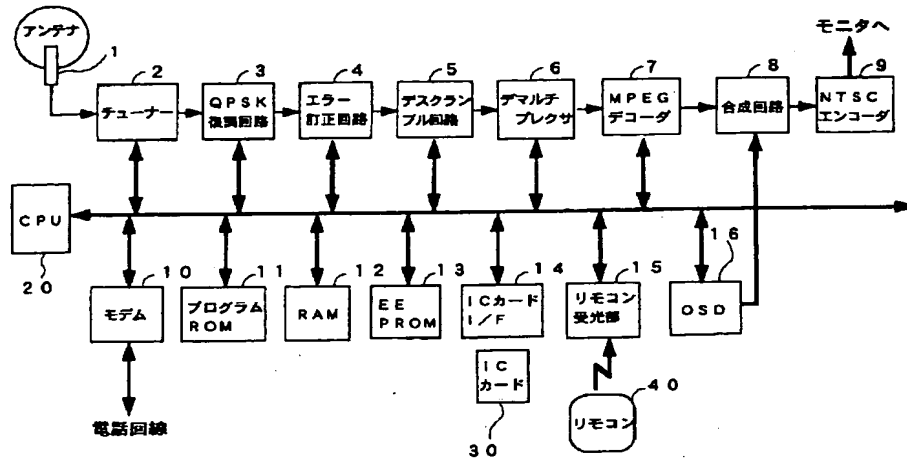 アンテナ
1
モニタへ
2
3
4
5
6
7
8
9
チューナー
QPSK
復調回路
エラー
訂正回路
デスクラン
ブル回路
デマルチ
プレクサ
MPEG
デコーダ
合成回路
NTSC
エンコーダ
CPU
20
10
11
12
13
14
15
16
モデム
プログラム
ROM
RAM
EE
PROM
ICカード
I/F
リモコン
受光部
OSD
IC
カード
30
40
リモコン
電話回線